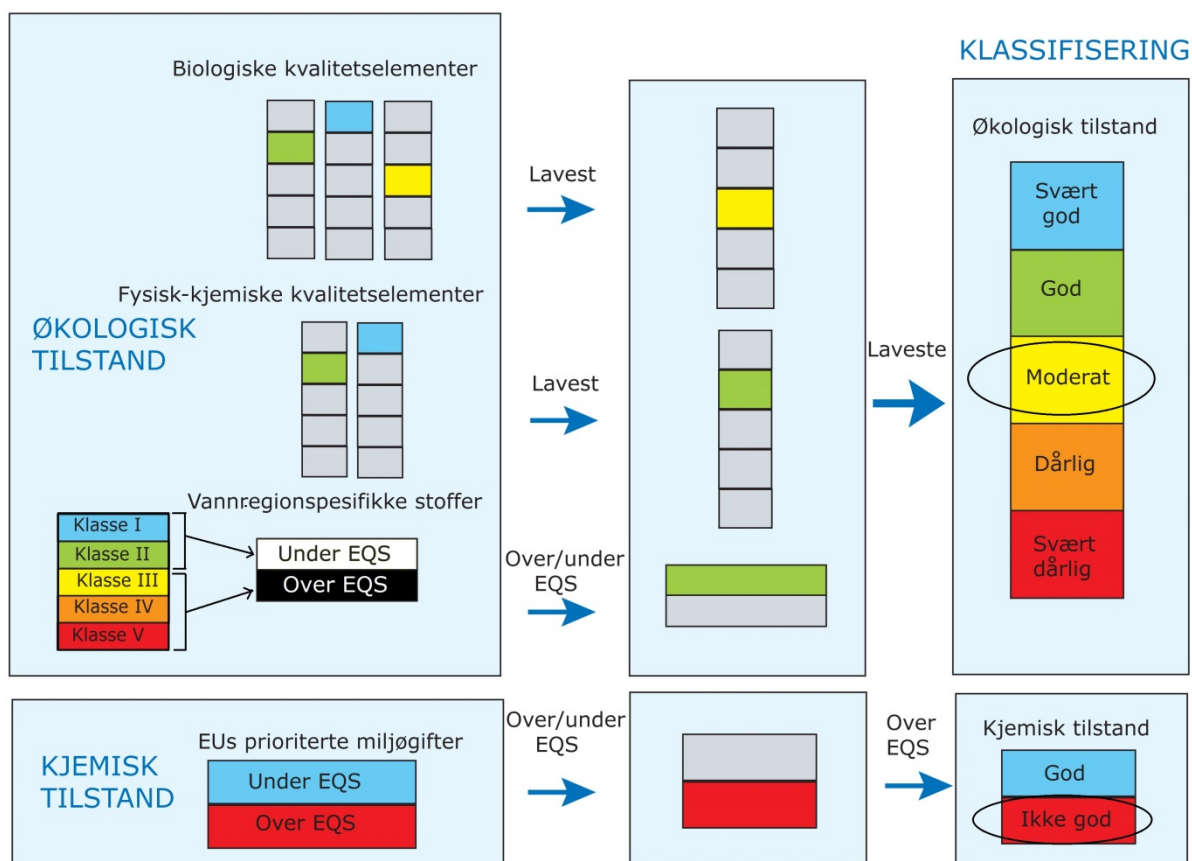 KLASSIFISERING
Biologiske kvalitetselementer
Lavest
Økologisk tilstand
Svært
god
God
Moderat
Dårlig
Svært
dårlig
Fysisk-kjemiske kvalitetselementer
ØKOLOGISK
TILSTAND
Lavest
Laveste
Vannregionspesifikke stoffer
Klasse I
Klasse II
Klasse III
Klasse IV
Klasse V
Under EQS
Over EQS
Over/under
EQS
KJEMISK
TILSTAND
EUs prioriterte miljøgifter
Under EQS
Over EQS
Over/under
EQS
Over
EQS
Kjemisk tilstand
God
Ikke god